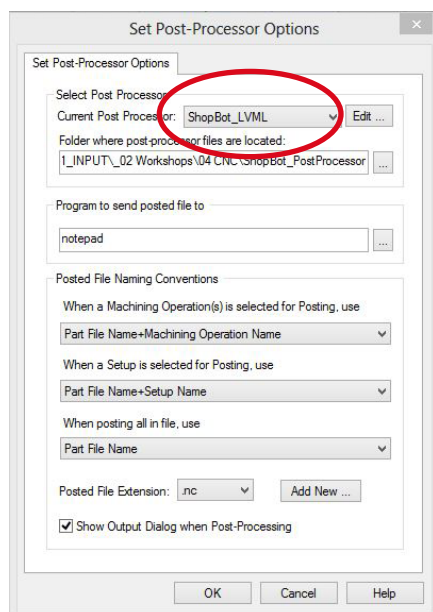 Set Post-Processor Options
Set Post-Processor Options
Select Post Processor
Current Post Processor: ShopBot_LVML Edit ...
Folder where post-processor files are located:
1_INPUT\_02 Workshops\04 CNC\ShopBot_PostProcessor ...
Program to send posted file to
notepad ...
Posted File Naming Conventions
When a Machining Operation(s) is selected for Posting, use
Part File Name+Machining Operation Name
When a Setup is selected for Posting, use
Part File Name+Setup Name
When posting all in file, use
Part File Name
Posted File Extension: .nc Add New ...
Show Output Dialog when Post-Processing
OK Cancel Help